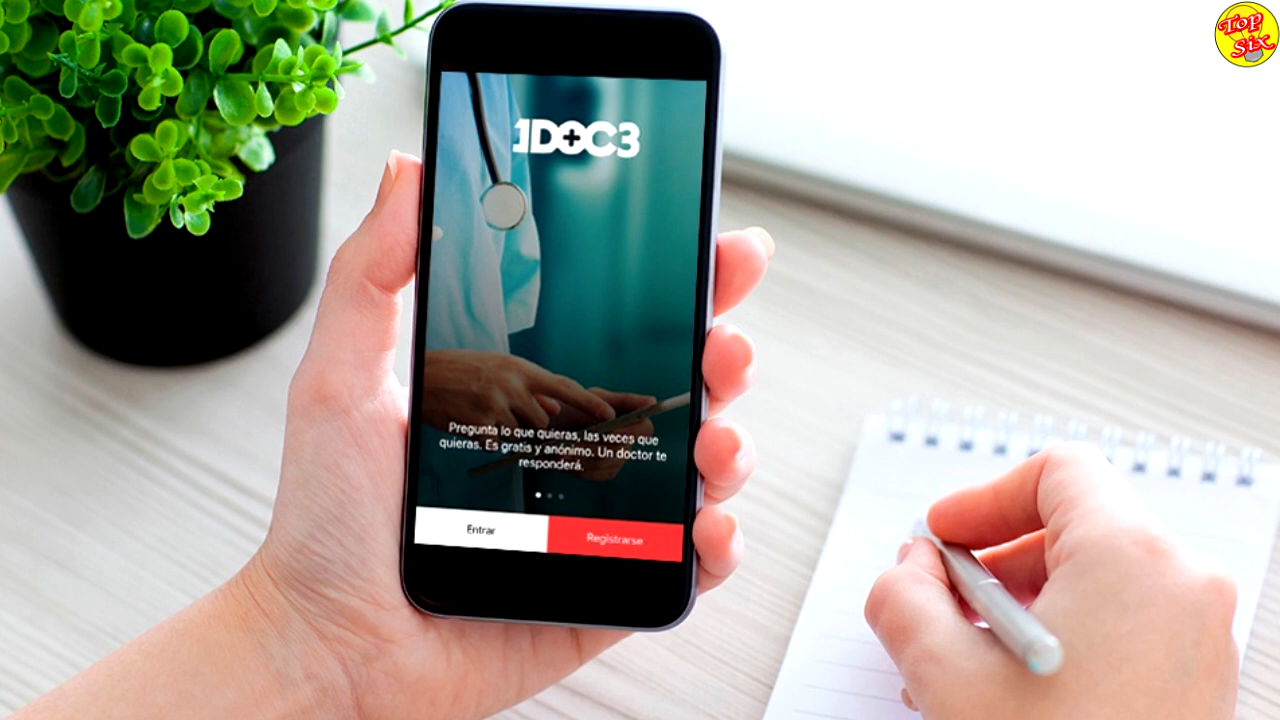 Top
Six
1DOC3
Pregunta lo que quieras, las veces que
quieras. Es gratis y anónimo. Un doctor te
responderá.
Entrar
Registrarse